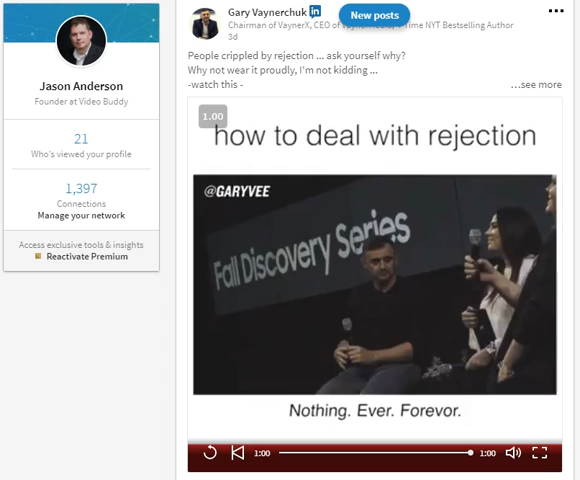 Jason Anderson
Founder at Video Buddy
21
Who's viewed your profile
1,397
Connections
Manage your network
Access exclusive tools & insights
Reactivate Premium
Gary Vaynerchuk in
New posts
Chairman of VaynerX, CEO of Time NYT Bestselling Author
3d
People crippled by rejection ... ask yourself why?
Why not wear it proudly, I'm not kidding ...
-watch this -
...see more
1.00
how to deal with rejection
@GARYVEE
Fall Discovery Series
Nothing. Ever. Forevor.
1:00
1:00